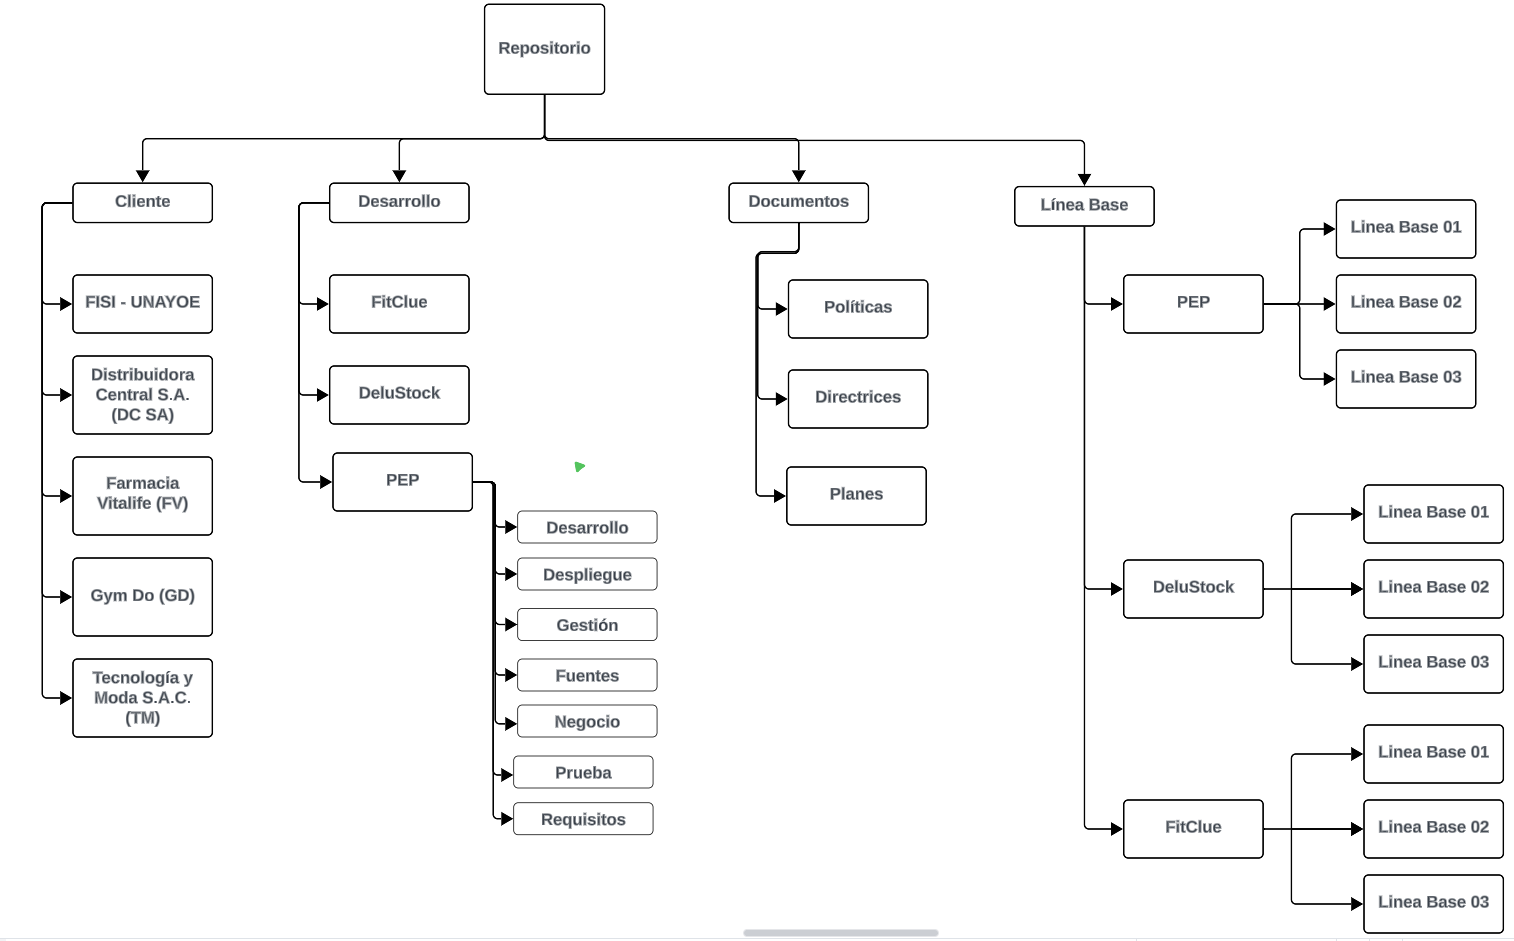 Repositorio
Cliente
FISI - UNAYOE
Distribuidora
Central S.A.
(DC SA)
Farmacia
Vitalife (FV)
Gym Do (GD)
Tecnología y
Moda S.A.C.
(TM)
Desarrollo
FitClue
DeluStock
PEP
Desarrollo
Despliegue
Gestión
Fuentes
Negocio
Prueba
Requisitos
Documentos
Políticas
Directrices
Planes
Línea Base
PEP
Linea Base 01
Linea Base 02
Linea Base 03
DeluStock
Linea Base 01
Linea Base 02
Linea Base 03
FitClue
Linea Base 01
Linea Base 02
Linea Base 03